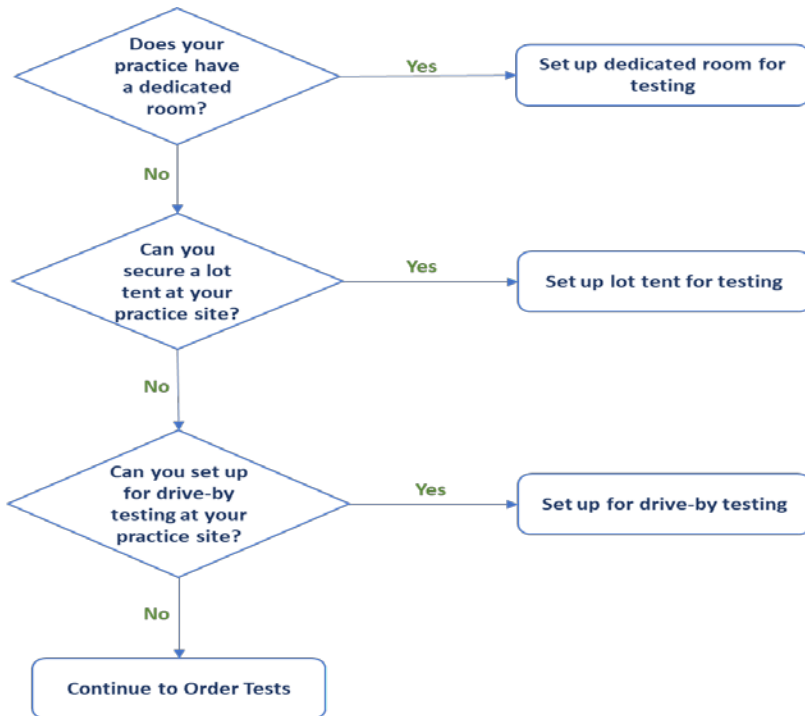 Does your
practice have
a dedicated
room?
Yes
Set up dedicated room for
testing
No
Can you
secure a lot
tent at your
practice site?
Yes
Set up lot tent for testing
No
Can you set up
for drive-by
testing at your
practice site?
Yes
Set up for drive-by testing
No
Continue to Order Tests